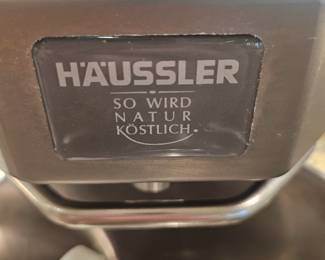 HÄUSSLER
SO WIRD
NATUR
KÖSTLICH.